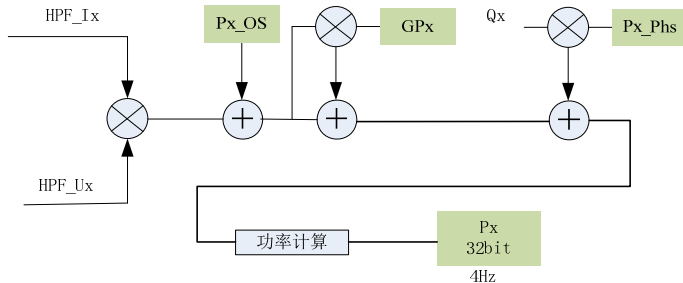 HPF_Ix
Px_OS
GPx
Qx
Px_Phs
HPF_Ux
功率计算
Px
32bit
4Hz